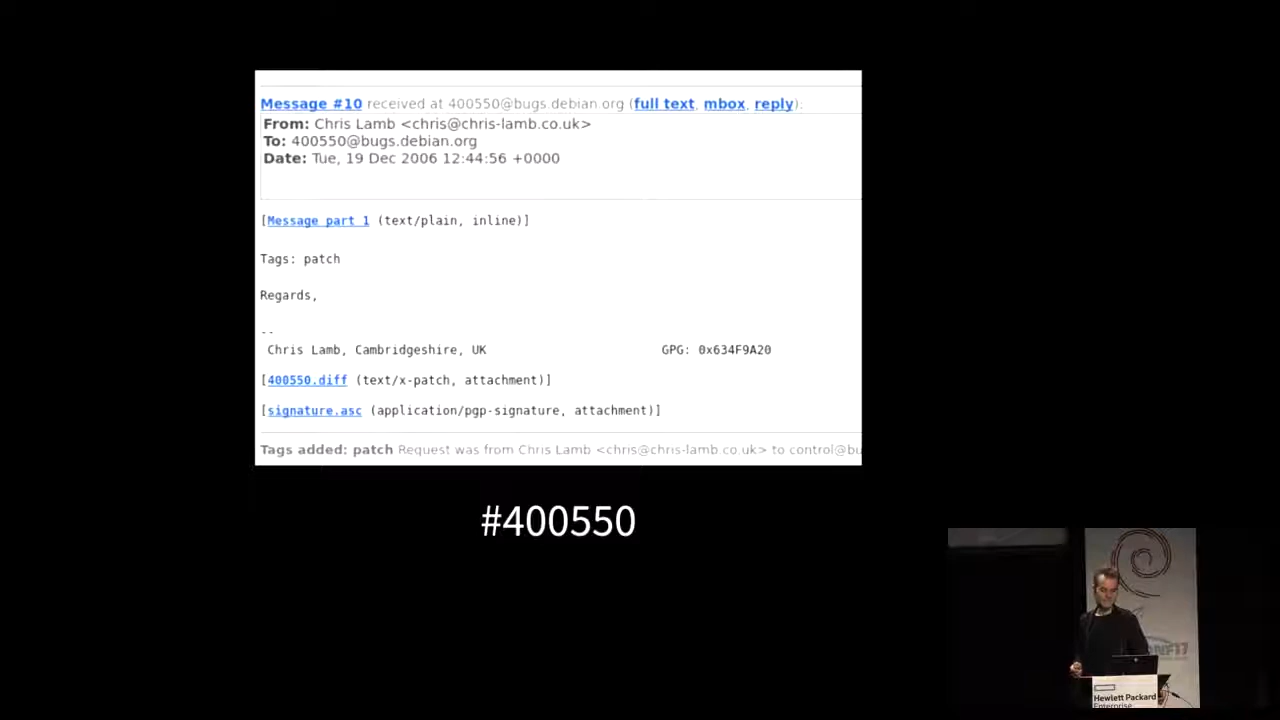 Message #10 received at 400550@bugs.debian.org (full text, mbox, reply):
From: Chris Lamb <chris@chris-lamb.co.uk>
To: 400550@bugs.debian.org
Date: Tue, 19 Dec 2006 12:44:56 +0000
[Message part 1 (text/plain, inline)]
Tags: patch
Regards,
--
Chris Lamb, Cambridgeshire, UK GPG: 0x634F9A20
[400550.diff (text/x-patch, attachment)]
[signature.asc (application/pgp-signature, attachment)]
Tags added: patch Request was from Chris Lamb <chris@chris-lamb.co.uk> to control@bu
#400550
NF17
Hewlett Packard
Enterprise